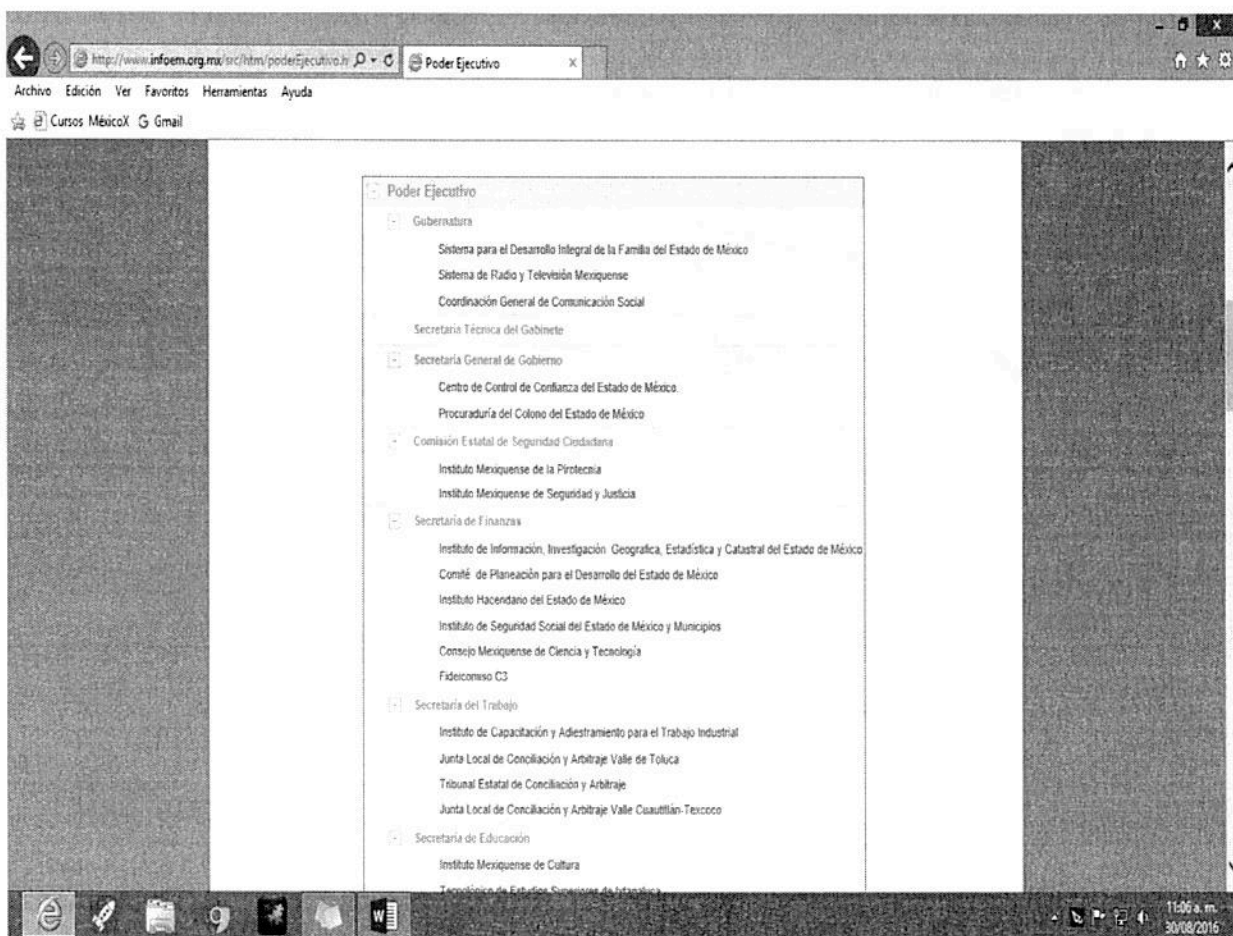 http://www.infoem.org.mx/src/htm/poderEjecutivo.h
Poder Ejecutivo
Archivo Edición Ver Favoritos Herramientas Ayuda
Cursos MéxicoX G Gmail
Poder Ejecutivo
Gubernatura
Sistema para el Desarrollo Integral de la Familia del Estado de México
Sistema de Radio y Televisión Mexiquense
Coordinación General de Comunicación Social
Secretaría Técnica del Gabinete
Secretaría General de Gobierno
Centro de Control de Confianza del Estado de México.
Procuraduría del Colono del Estado de México
Comisión Estatal de Seguridad Ciudadana
Instituto Mexiquense de la Pirotecnia
Instituto Mexiquense de Seguridad y Justicia
Secretaría de Finanzas
Instituto de Información, Investigación Geografica, Estadística y Catastral del Estado de México
Comité de Planeación para el Desarrollo del Estado de México
Instituto Hacendario del Estado de México
Instituto de Seguridad Social del Estado de México y Municipios
Consejo Mexiquense de Ciencia y Tecnología
Fideicomiso C3
Secretaría del Trabajo
Instituto de Capacitación y Adiestramiento para el Trabajo Industrial
Junta Local de Conciliación y Arbitraje Valle de Toluca
Tribunal Estatal de Conciliación y Arbitraje
Junta Local de Conciliación y Arbitraje Valle Cuautitlán-Texcoco
Secretaría de Educación
Instituto Mexiquense de Cultura
Tecnológico de Estudios Superiores de Ixtapaluca
11:06 a. m.
30/08/2016